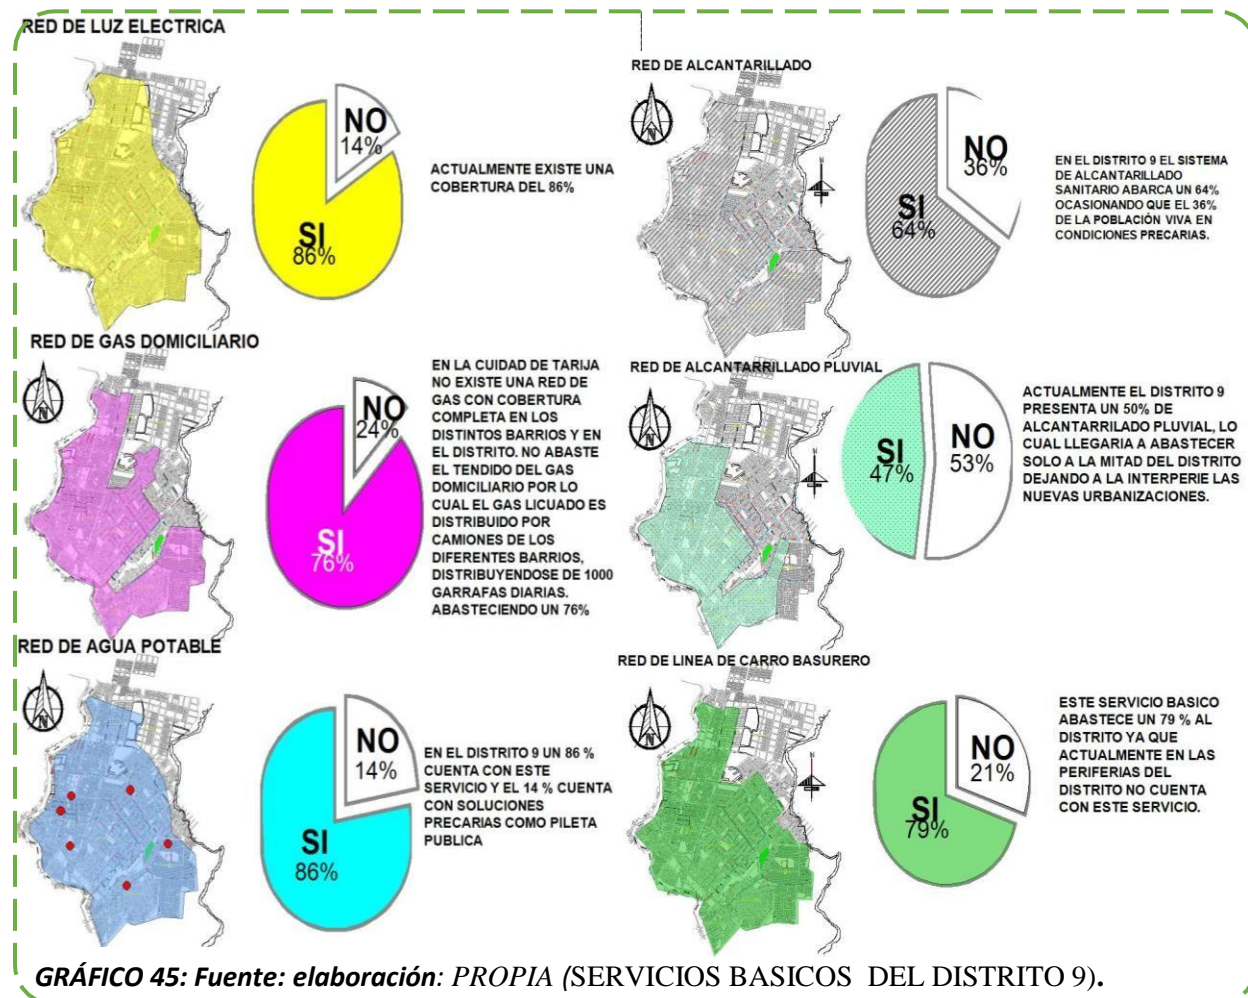 RED DE LUZ ELECTRICA
NO
14%
SI
86%
ACTUALMENTE EXISTE UNA
COBERTURA DEL 86%
RED DE ALCANTARILLADO
N
N
NO
36%
SI
64%
EN EL DISTRITO 9 EL SISTEMA
DE ALCANTARILLADO
SANITARIO ABARCA UN 64%
OCASIONANDO QUE EL 36%
DE LA POBLACIÓN VIVA EN
CONDICIONES PRECARIAS.
RED DE GAS DOMICILIARIO
N
NO
24%
SI
76%
EN LA CUIDAD DE TARIJA
NO EXISTE UNA RED DE
GAS CON COBERTURA
COMPLETA EN LOS
DISTINTOS BARRIOS Y EN
EL DISTRITO. NO ABASTE
EL TENDIDO DEL GAS
DOMICILIARIO POR LO
CUAL EL GAS LICUADO ES
DISTRIBUIDO POR
CAMIONES DE LOS
DIFERENTES BARRIOS,
DISTRIBUYENDOSE DE 1000
GARRAFAS DIARIAS.
ABASTECIENDO UN 76%
RED DE ALCANTARRILLADO PLUVIAL
N
N
SI
47%
NO
53%
ACTUALMENTE EL DISTRITO 9
PRESENTA UN 50% DE
ALCANTARRILADO PLUVIAL, LO
CUAL LLEGARIA A ABASTECER
SOLO A LA MITAD DEL DISTRITO
DEJANDO A LA INTERPERIE LAS
NUEVAS URBANIZACIONES.
RED DE AGUA POTABLE
N
NO
14%
SI
86%
EN EL DISTRITO 9 UN 86 %
CUENTA CON ESTE
SERVICIO Y EL 14 % CUENTA
CON SOLUCIONES
PRECARIAS COMO PILETA
PUBLICA
RED DE LINEA DE CARRO BASURERO
N
N
NO
21%
SI
79%
ESTE SERVICIO BASICO
ABASTECE UN 79 % AL
DISTRITO YA QUE
ACTUALMENTE EN LAS
PERIFERIAS DEL
DISTRITO NO CUENTA
CON ESTE SERVICIO.
GRÁFICO 45: Fuente: elaboración: PROPIA (SERVICIOS BASICOS DEL DISTRITO 9).